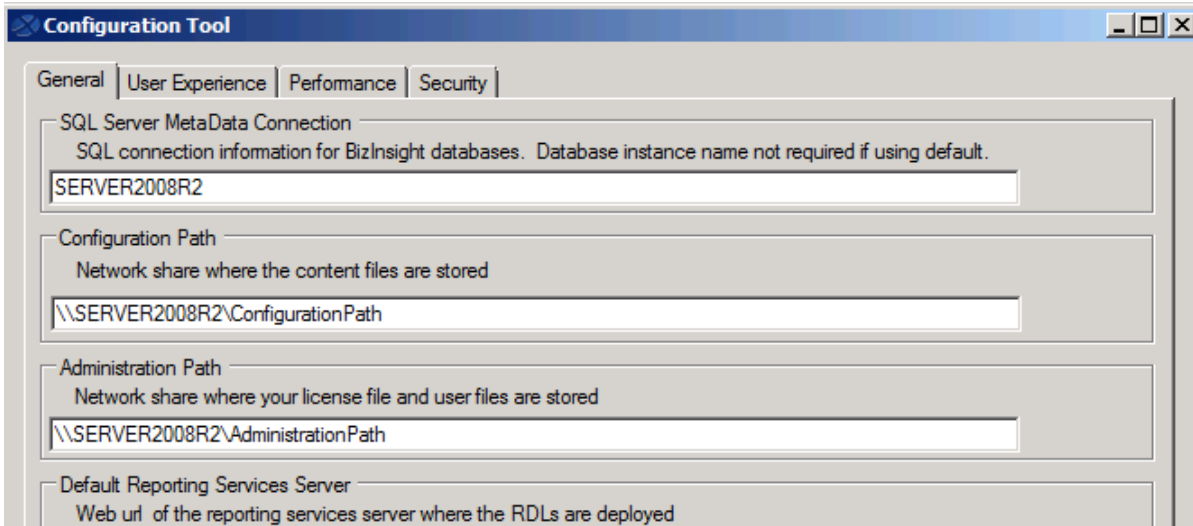 Configuration Tool
General User Experience Performance Security
SQL Server MetaData Connection
SQL connection information for BizInsight databases. Database instance name not required if using default.
SERVER2008R2
Configuration Path
Network share where the content files are stored
\\SERVER2008R2\ConfigurationPath
Administration Path
Network share where your license file and user files are stored
\\SERVER2008R2\AdministrationPath
Default Reporting Services Server
Web url of the reporting services server where the RDLs are deployed